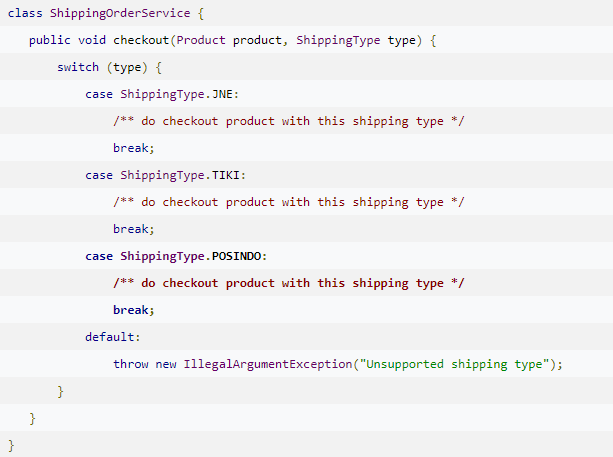 class ShippingOrderService {
public void checkout(Product product, ShippingType type) {
switch (type) {
case ShippingType.JNE:
/** do checkout product with this shipping type */
break;
case ShippingType.TIKI:
/** do checkout product with this shipping type */
break;
case ShippingType.POSINDO:
/** do checkout product with this shipping type */
break;
default:
throw new IllegalArgumentException("Unsupported shipping type");
}
}
}